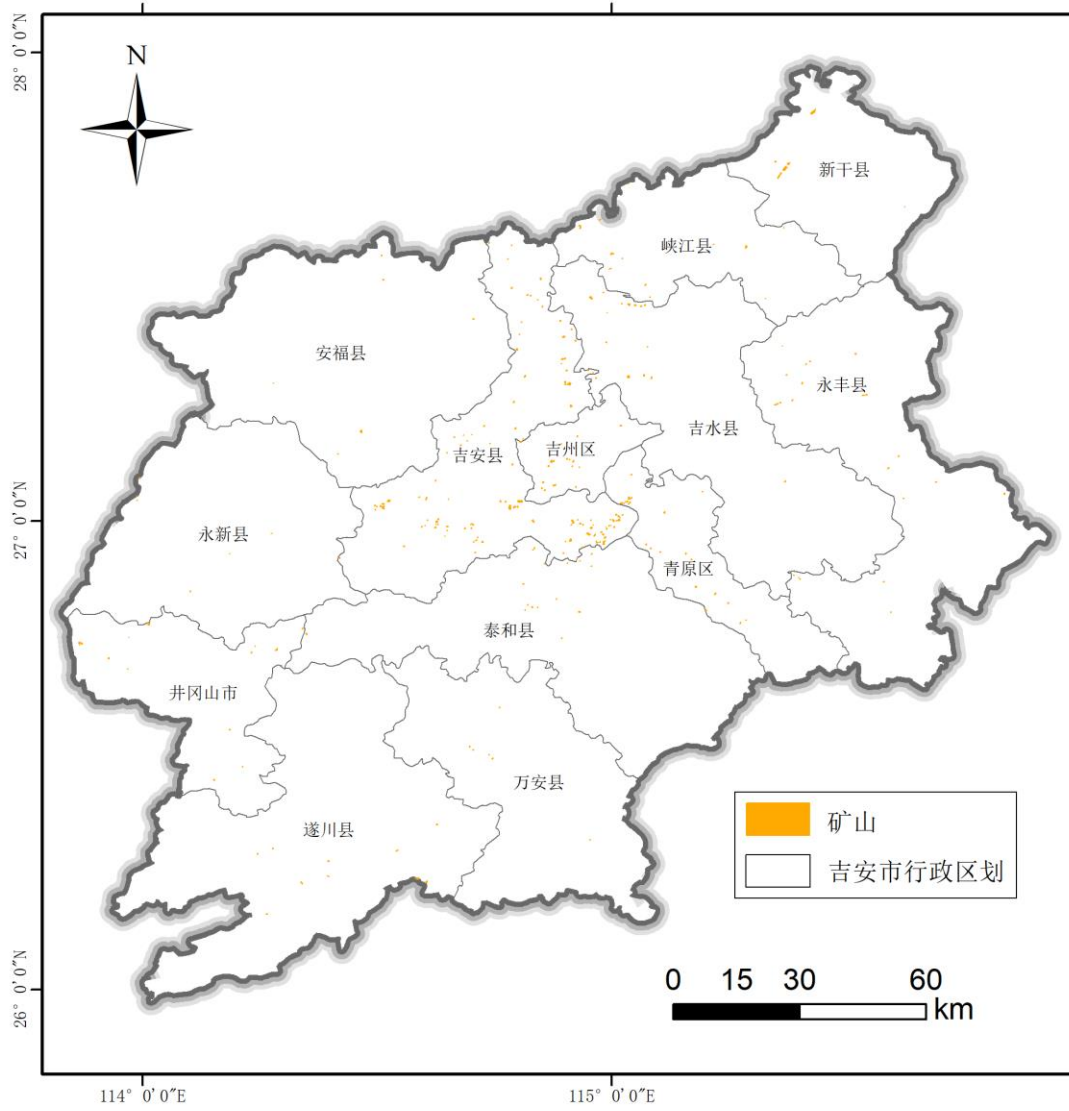 N
28° 0'0"N
27° 0'0"N
26° 0'0"N
新干县
峡江县
安福县
永丰县
吉水县
吉州区
吉安县
永新县
青原区
泰和县
井冈山市
万安县
遂川县
矿山
吉安市行政区划
0 15 30 60
km
114° 0'0"E
115° 0'0"E